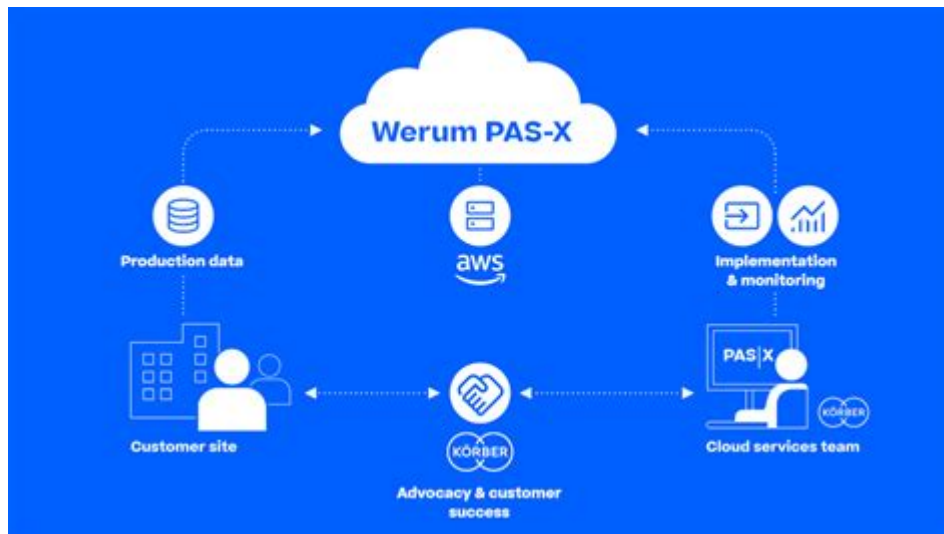 Werum PAS-X
Production data
aws
Implementation
& monitoring
PAS|X
KÖRBER
Customer site
KÖRBER
Cloud services team
Advocacy & customer
success